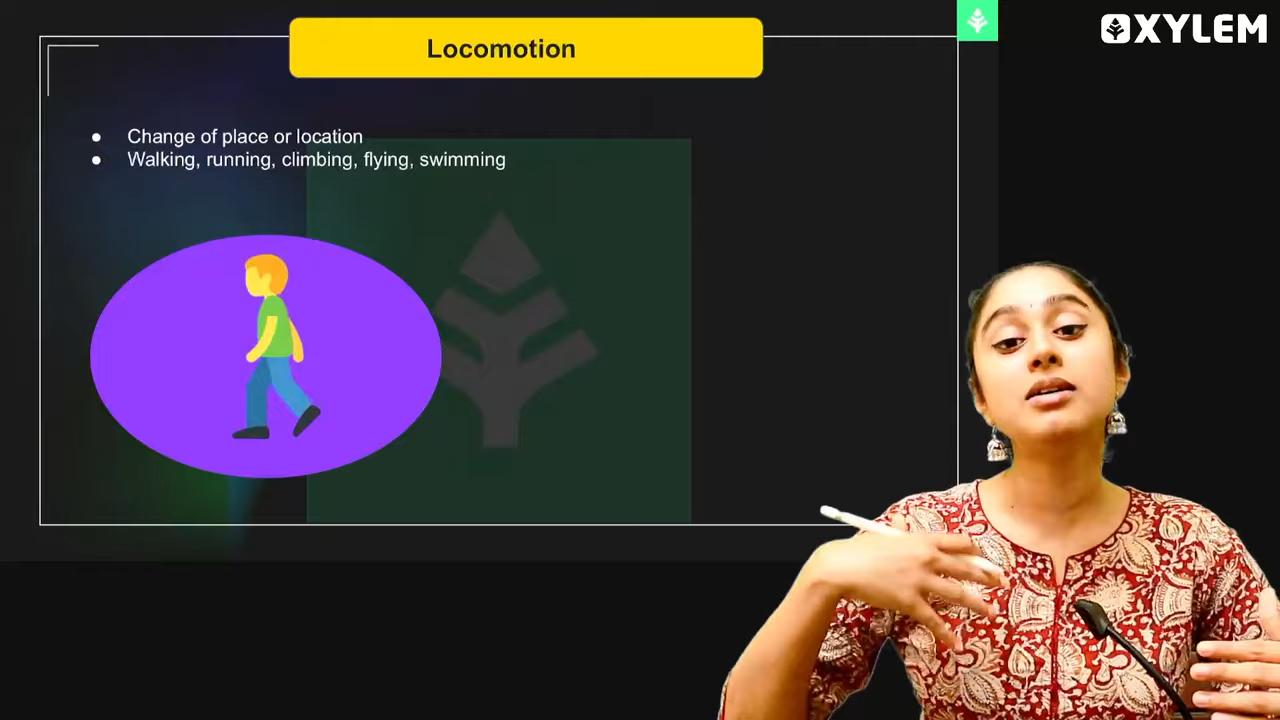 Locomotion
XYLEM
● Change of place or location
● Walking, running, climbing, flying, swimming